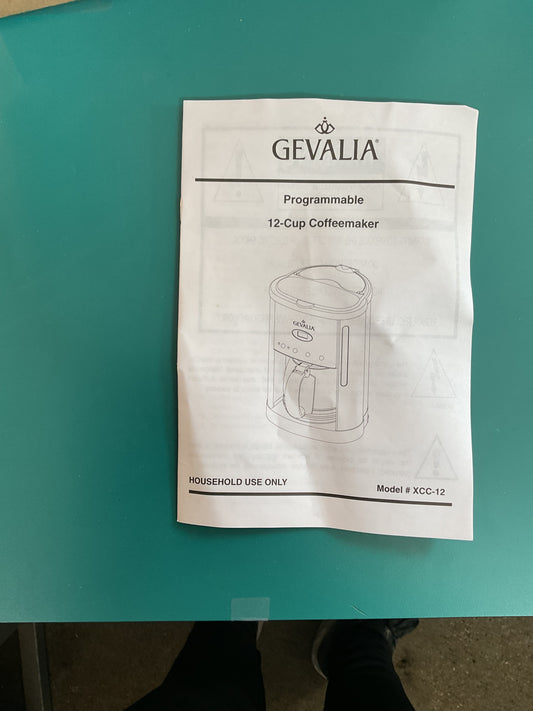 GEVALIA®
Programmable
12-Cup Coffeemaker
GEVALIA
HOUSEHOLD USE ONLY
Model # XCC-12